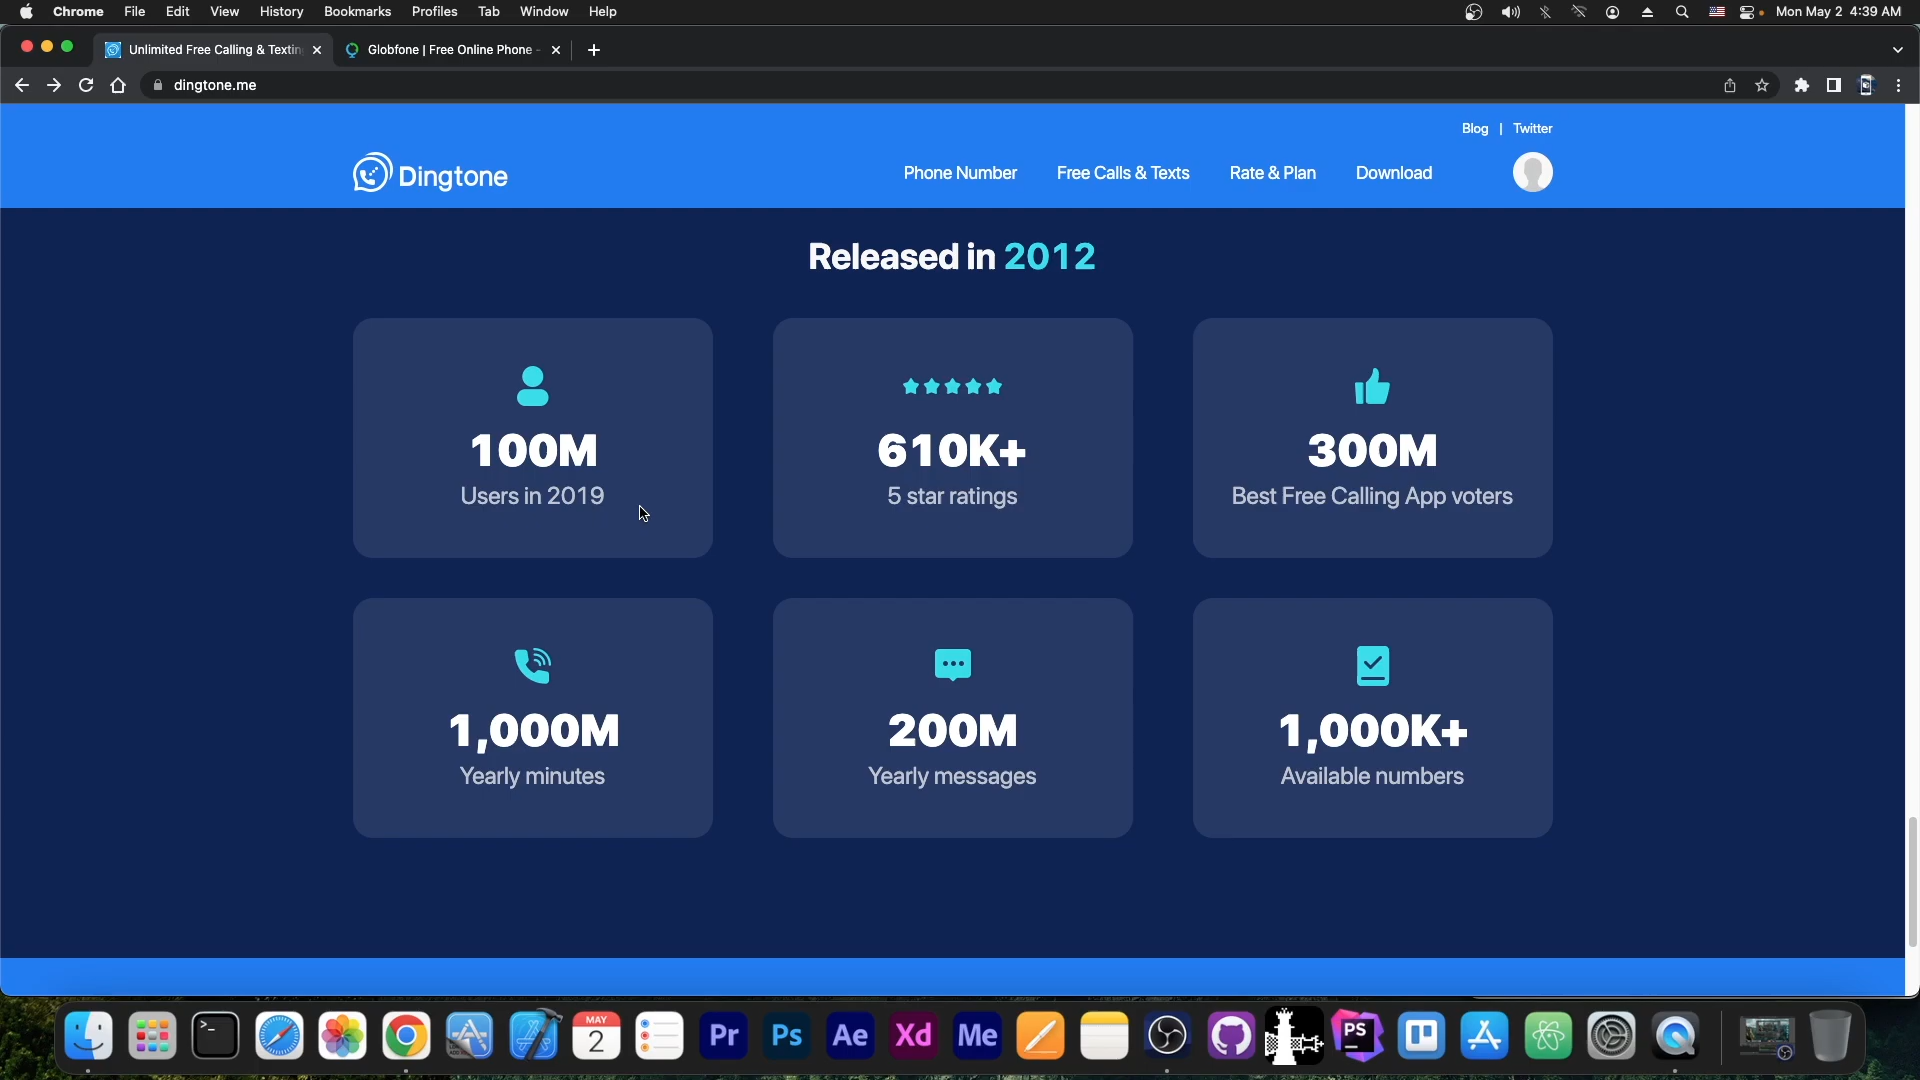 Chrome File Edit View History Bookmarks Profiles Tab Window Help Mon May 2 4:39 AM
Unlimited Free Calling & Textin Globfone | Free Online Phone -
dingtone.me
Blog | Twitter
Dingtone Phone Number Free Calls & Texts Rate & Plan Download
Released in 2012
100M 610K+ 300M
Users in 2019 5 star ratings Best Free Calling App voters
1,000M 200M 1,000K+
Yearly minutes Yearly messages Available numbers
MAY
2 Pr Ps Ae Xd Me PS